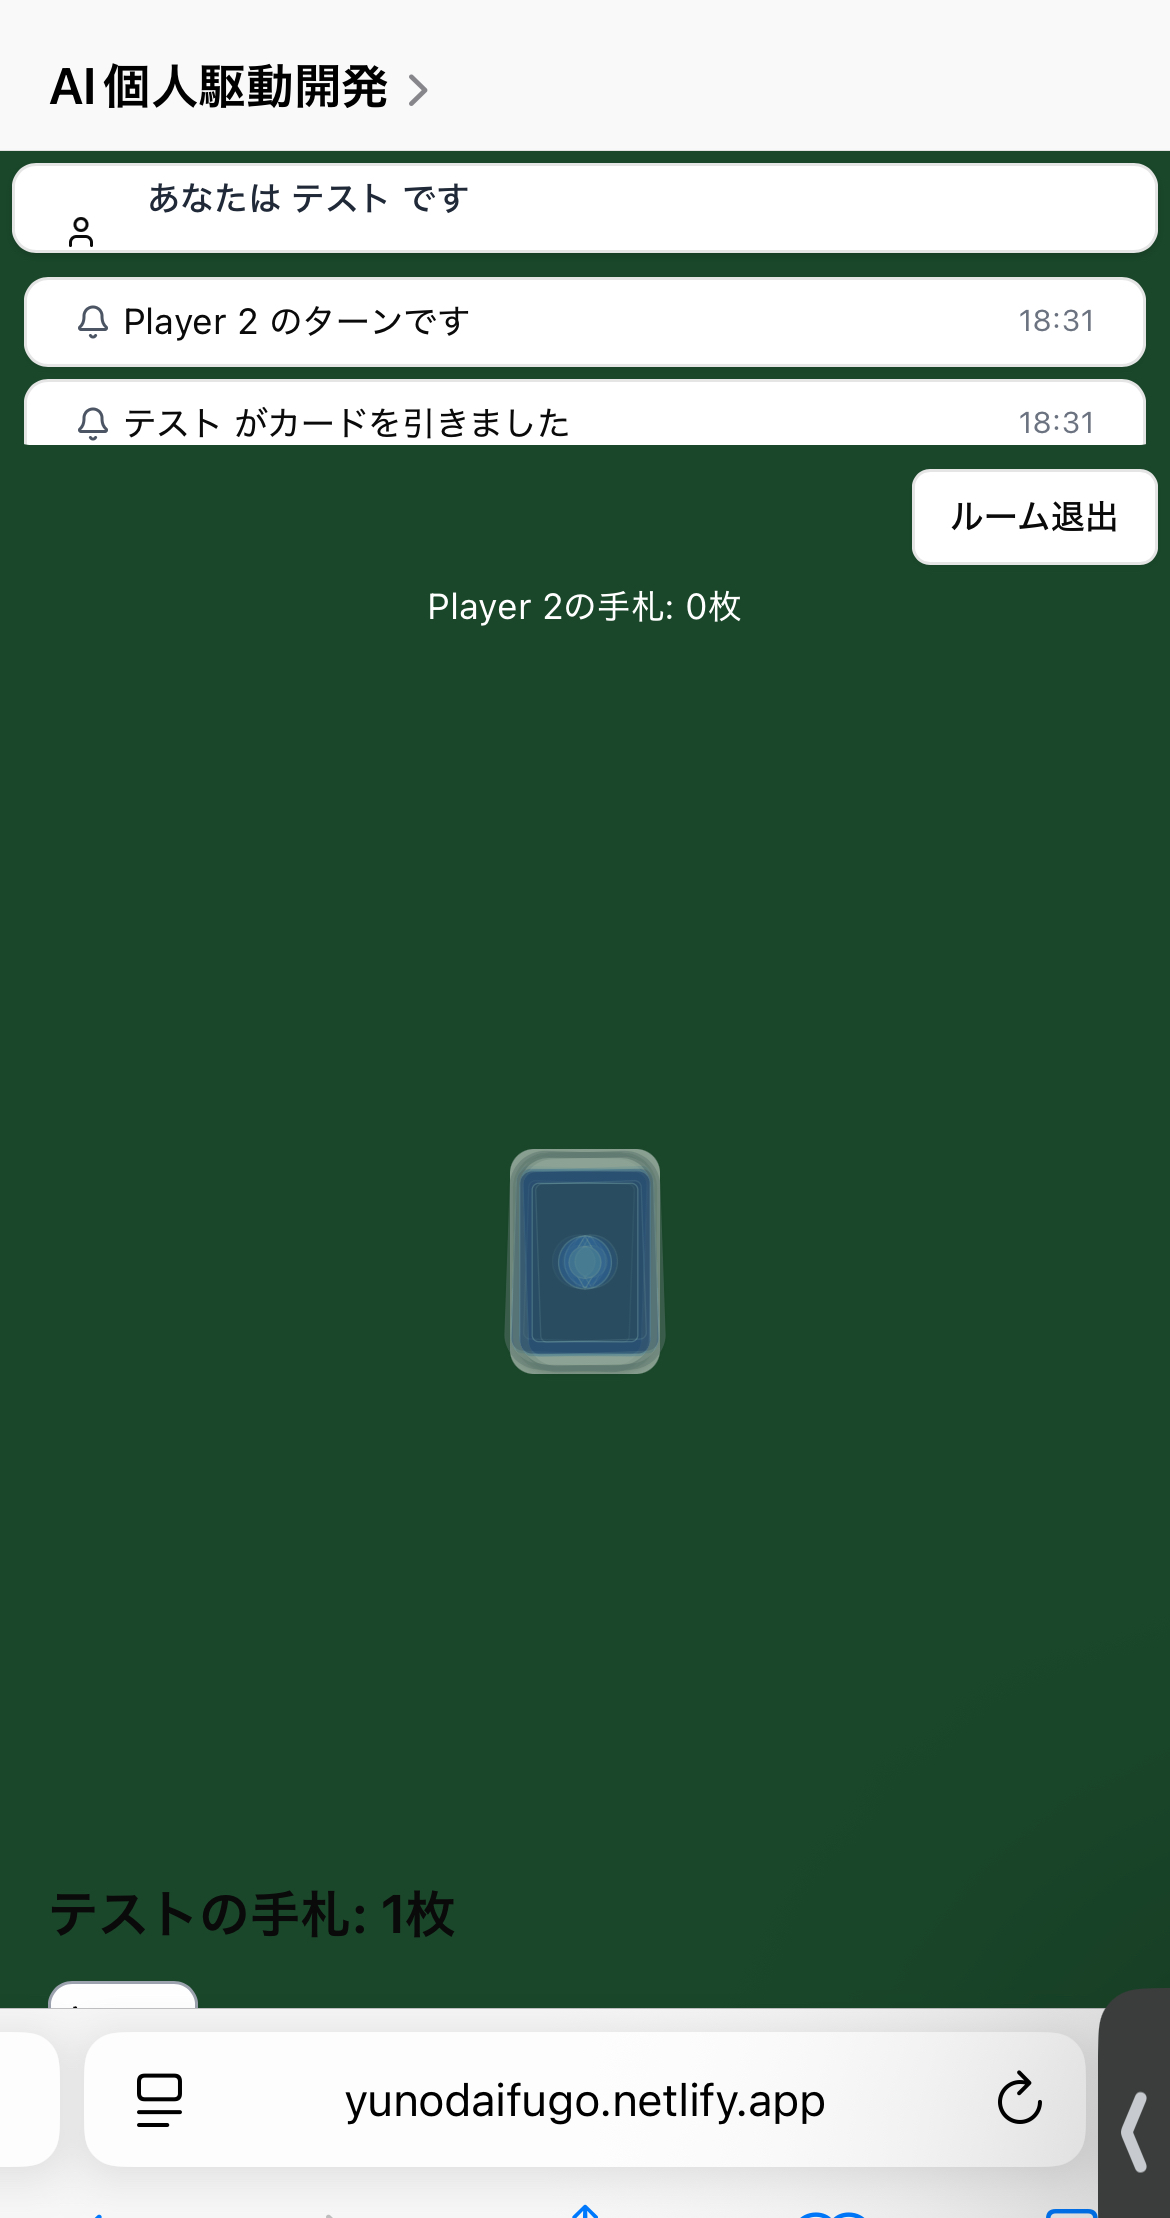 AI個人駆動開発
あなたは テスト です
Player 2 のターンです 18:31
テスト がカードを引きました 18:31
ルーム退出
Player 2の手札: 0枚
テストの手札: 1枚
yunodaifugo.netlify.app